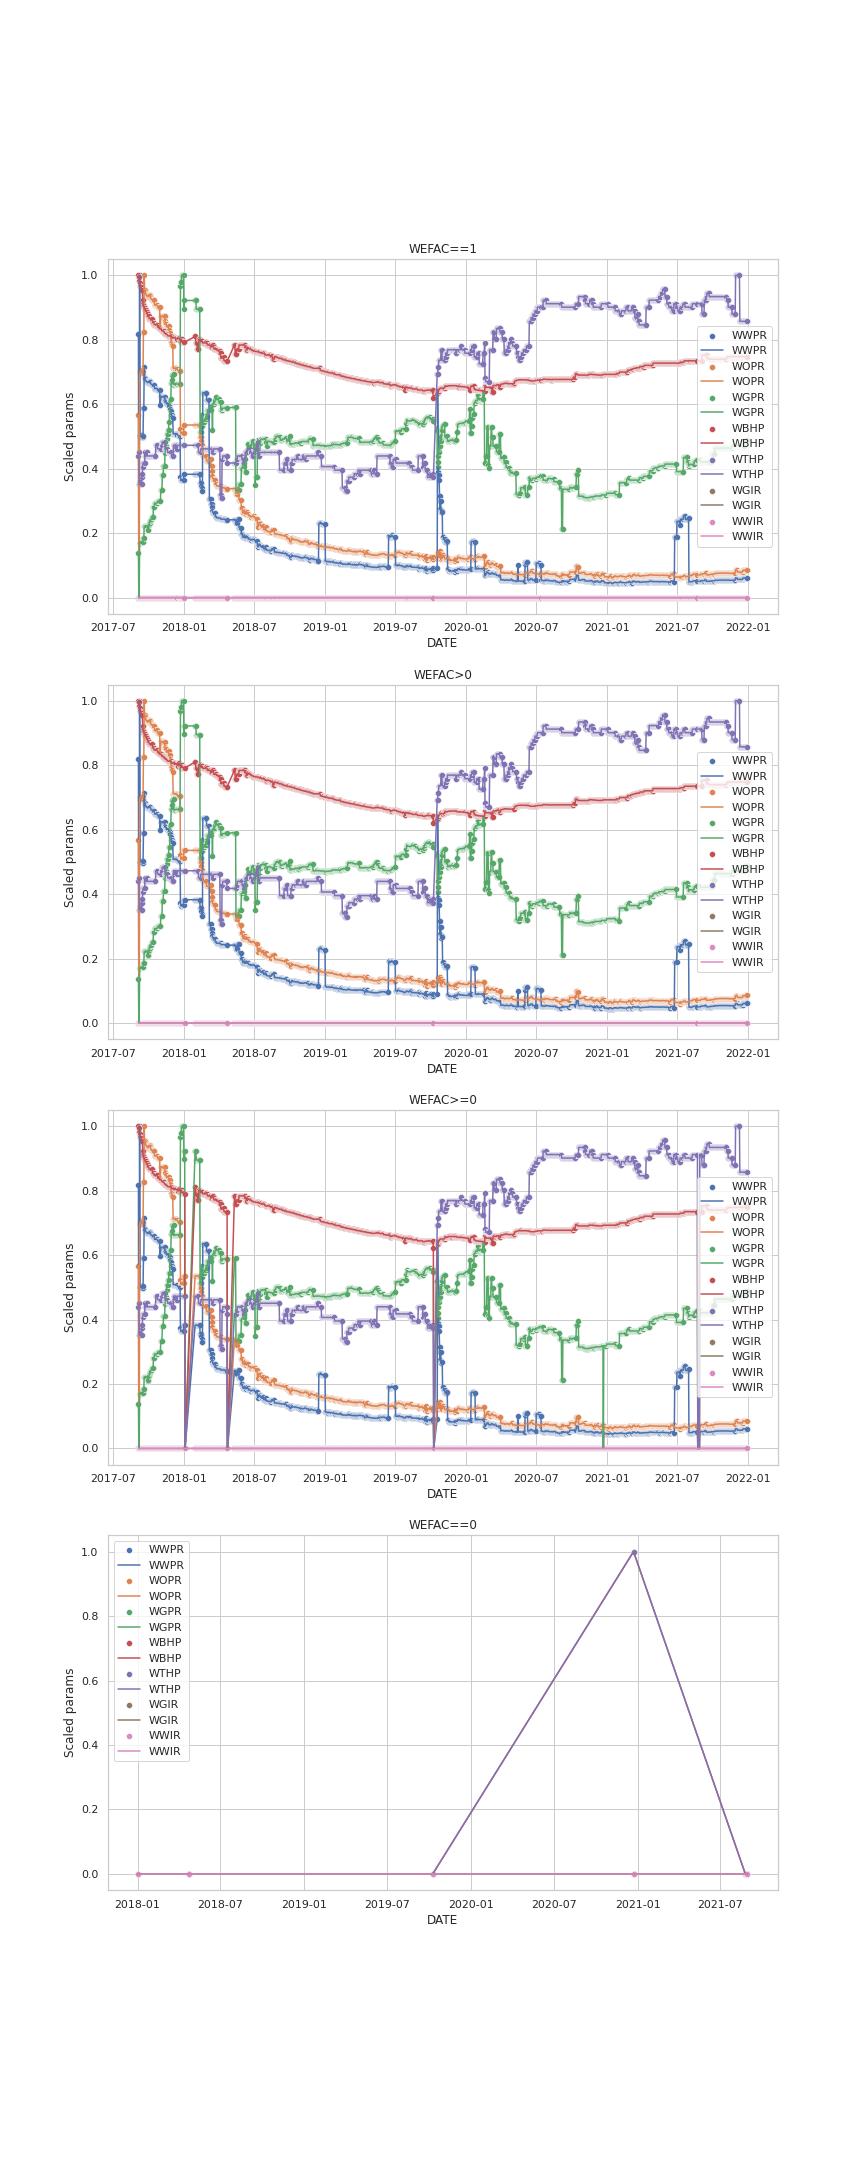 WEFAC==1
1.0
0.8
0.6
0.4
0.2
0.0
Scaled params
WWPR
WWPR
WOPR
WOPR
WGPR
WGPR
WBHP
WBHP
WTHP
WTHP
WGIR
WGIR
WWIR
WWIR
2017-07 2018-01 2018-07 2019-01 2019-07 2020-01 2020-07 2021-01 2021-07 2022-01
DATE
WEFAC>0
1.0
0.8
0.6
0.4
0.2
0.0
Scaled params
WWPR
WWPR
WOPR
WOPR
WGPR
WGPR
WBHP
WBHP
WTHP
WTHP
WGIR
WGIR
WWIR
WWIR
2017-07 2018-01 2018-07 2019-01 2019-07 2020-01 2020-07 2021-01 2021-07 2022-01
DATE
WEFAC>=0
1.0
0.8
0.6
0.4
0.2
0.0
Scaled params
WWPR
WWPR
WOPR
WOPR
WGPR
WGPR
WBHP
WBHP
WTHP
WTHP
WGIR
WGIR
WWIR
WWIR
2017-07 2018-01 2018-07 2019-01 2019-07 2020-01 2020-07 2021-01 2021-07 2022-01
DATE
WEFAC==0
1.0
0.8
0.6
0.4
0.2
0.0
Scaled params
WWPR
WWPR
WOPR
WOPR
WGPR
WGPR
WBHP
WBHP
WTHP
WTHP
WGIR
WGIR
WWIR
WWIR
2018-01 2018-07 2019-01 2019-07 2020-01 2020-07 2021-01 2021-07
DATE